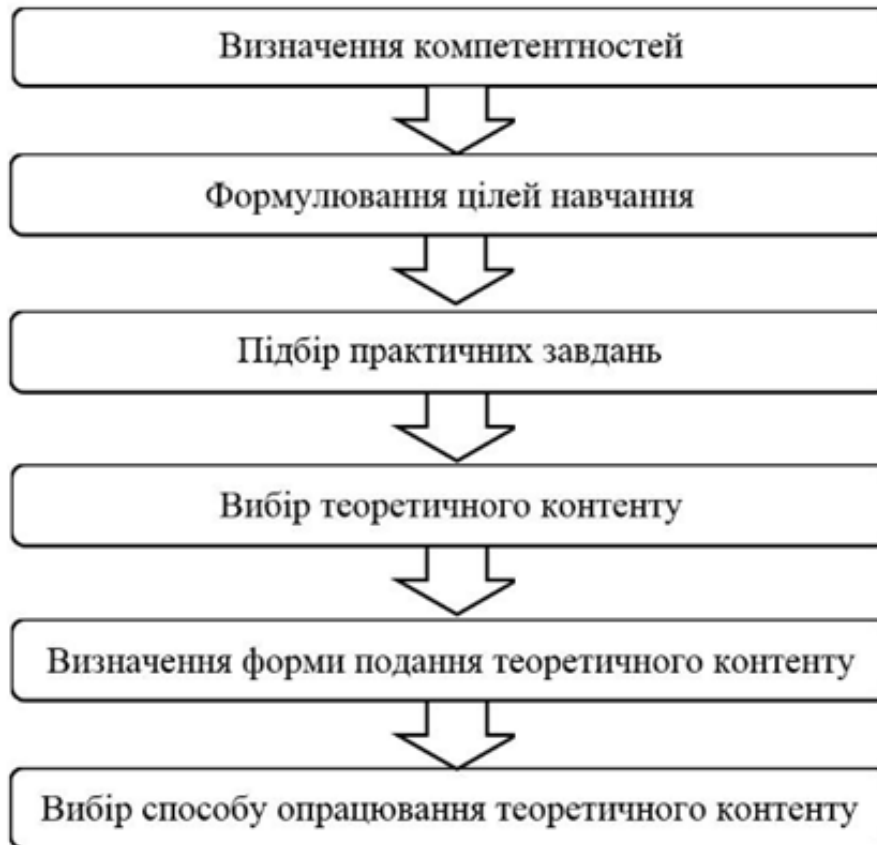 Визначення компетентностей
Формулювання цілей навчання
Підбір практичних завдань
Вибір теоретичного контенту
Визначення форми подання теоретичного контенту
Вибір способу опрацювання теоретичного контенту